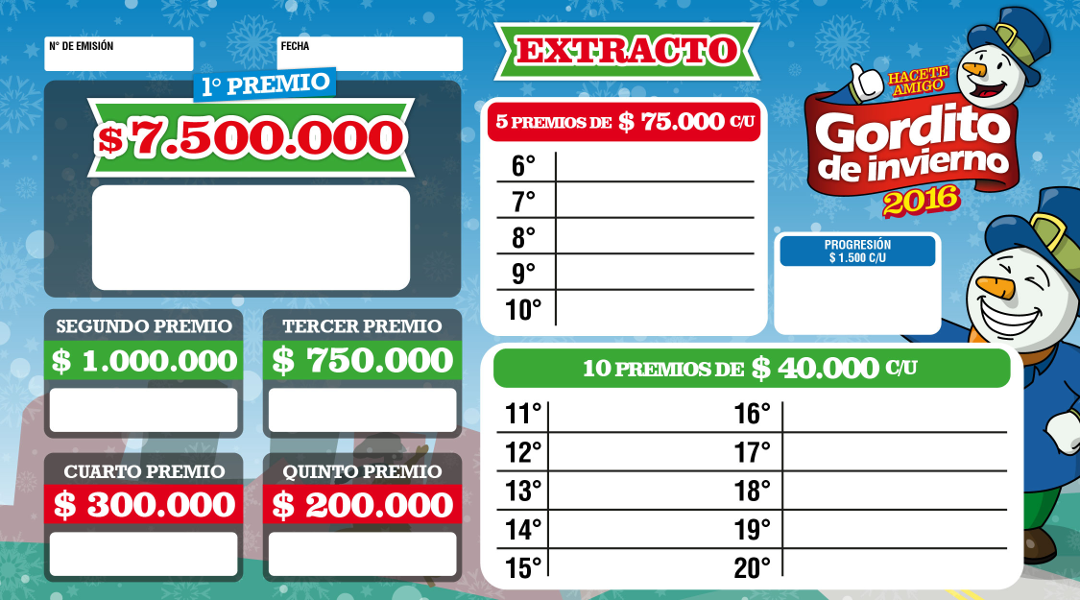 N° DE EMISIÓN
FECHA
1° PREMIO
$ 7.500.000
SEGUNDO PREMIO
$ 1.000.000
TERCER PREMIO
$ 750.000
CUARTO PREMIO
$ 300.000
QUINTO PREMIO
$ 200.000
EXTRACTO
5 PREMIOS DE $ 75.000 C/U
6°
7°
8°
9°
10°
HACETE
AMIGO
Gordito
de invierno
2016
PROGRESIÓN
$ 1.500 C/U
10 PREMIOS DE $ 40.000 C/U
11°
12°
13°
14°
15°
16°
17°
18°
19°
20°